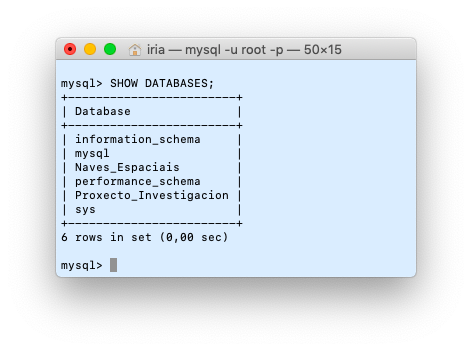 iria — mysql -u root -p — 50×15
mysql> SHOW DATABASES;
+------------------------+
| Database               |
+------------------------+
| information_schema     |
| mysql                  |
| Naves_Espaciais        |
| performance_schema     |
| Proxecto_Investigacion |
| sys                    |
+------------------------+
6 rows in set (0,00 sec)
mysql>